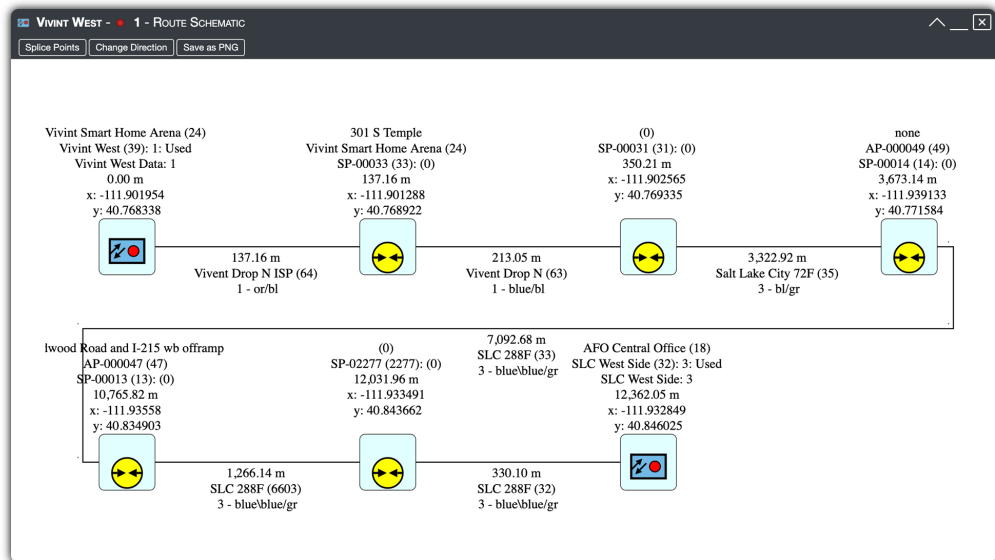 Vivint West - 1 - Route Schematic
Splice Points Change Direction Save as PNG
Vivint Smart Home Arena (24)
Vivint West (39): 1: Used
Vivint West Data: 1
0.00 m
x: -111.901954
y: 40.768338
137.16 m
Vivent Drop N ISP (64)
1 - or/bl
301 S Temple
Vivint Smart Home Arena (24)
SP-00033 (33): (0)
137.16 m
x: -111.901288
y: 40.768922
213.05 m
Vivent Drop N (63)
1 - blue/bl
(0)
SP-00031 (31): (0)
350.21 m
x: -111.902565
y: 40.769335
3,322.92 m
Salt Lake City 72F (35)
3 - bl/gr
none
AP-000049 (49)
SP-00014 (14): (0)
3,673.14 m
x: -111.939133
y: 40.771584
7,092.68 m
SLC 288F (33)
3 - blue\blue/gr
lwood Road and I-215 wb offramp
AP-000047 (47)
SP-00013 (13): (0)
10,765.82 m
x: -111.93558
y: 40.834903
1,266.14 m
SLC 288F (6603)
3 - blue\blue/gr
(0)
SP-02277 (2277): (0)
12,031.96 m
x: -111.933491
y: 40.843662
330.10 m
SLC 288F (32)
3 - blue\blue/gr
AFO Central Office (18)
SLC West Side (32): 3: Used
SLC West Side: 3
12,362.05 m
x: -111.932849
y: 40.846025